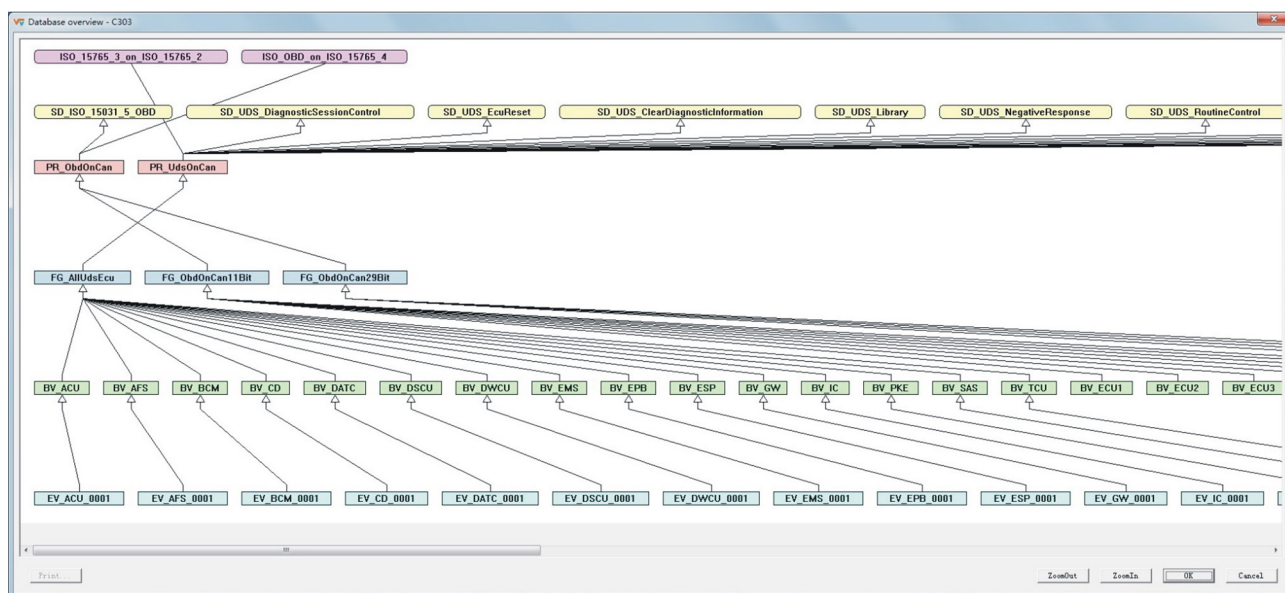 Database overview - C303
ISO_15765_3_on_ISO_15765_2 ISO_OBD_on_ISO_15765_4
SD_ISO_15031_5_OBD SD_UDS_DiagnosticSessionControl SD_UDS_EcuReset SD_UDS_ClearDiagnosticInformation SD_UDS_Library SD_UDS_NegativeResponse SD_UDS_RoutineControl
PR_ObdOnCan PR_UdsOnCan
FG_AllUdsEcu FG_ObdOnCan11Bit FG_ObdOnCan29Bit
BV_ACU BV_AFS BV_BCM BV_CD BV_DATC BV_DSCU BV_DWCU BV_EMS BV_EPB BV_ESP BV_GW BV_IC BV_PKE BV_SAS BV_TCU BV_ECU1 BV_ECU2 BV_ECU3
EV_ACU_0001 EV_AFS_0001 EV_BCM_0001 EV_CD_0001 EV_DATC_0001 EV_DSCU_0001 EV_DWCU_0001 EV_EMS_0001 EV_EPB_0001 EV_ESP_0001 EV_GW_0001 EV_IC_0001
Print... ZoomOut ZoomIn OK Cancel